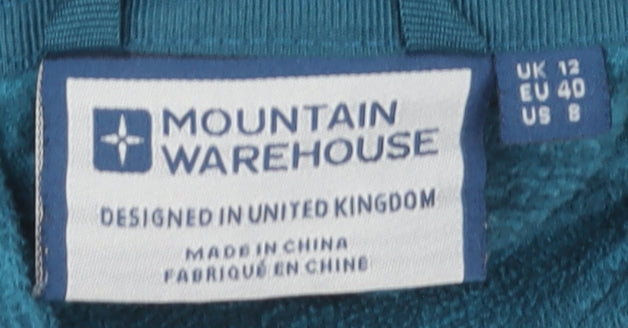 MOUNTAIN
WAREHOUSE
DESIGNED IN UNITED KINGDOM
MADE IN CHINA
FABRIQUÉ EN CHINE
UK 12
EU 40
US 8